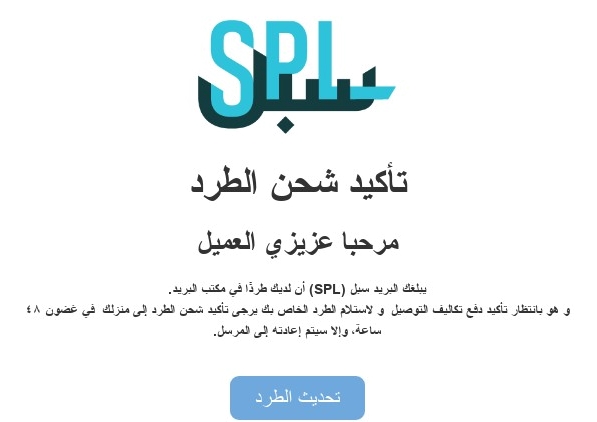 SPL
سبل
تأكيد شحن الطرد
مرحبا عزيزي العميل
يبلغك البريد سبل (SPL) أن لديك طردًا في مكتب البريد.
و هو بانتظار تأكيد دفع تكاليف التوصيل و لاستلام الطرد الخاص بك يرجى تأكيد شحن الطرد إلى منزلك في غضون ٤٨
ساعة، وإلا سيتم إعادته إلى المرسل.
تحديث الطرد